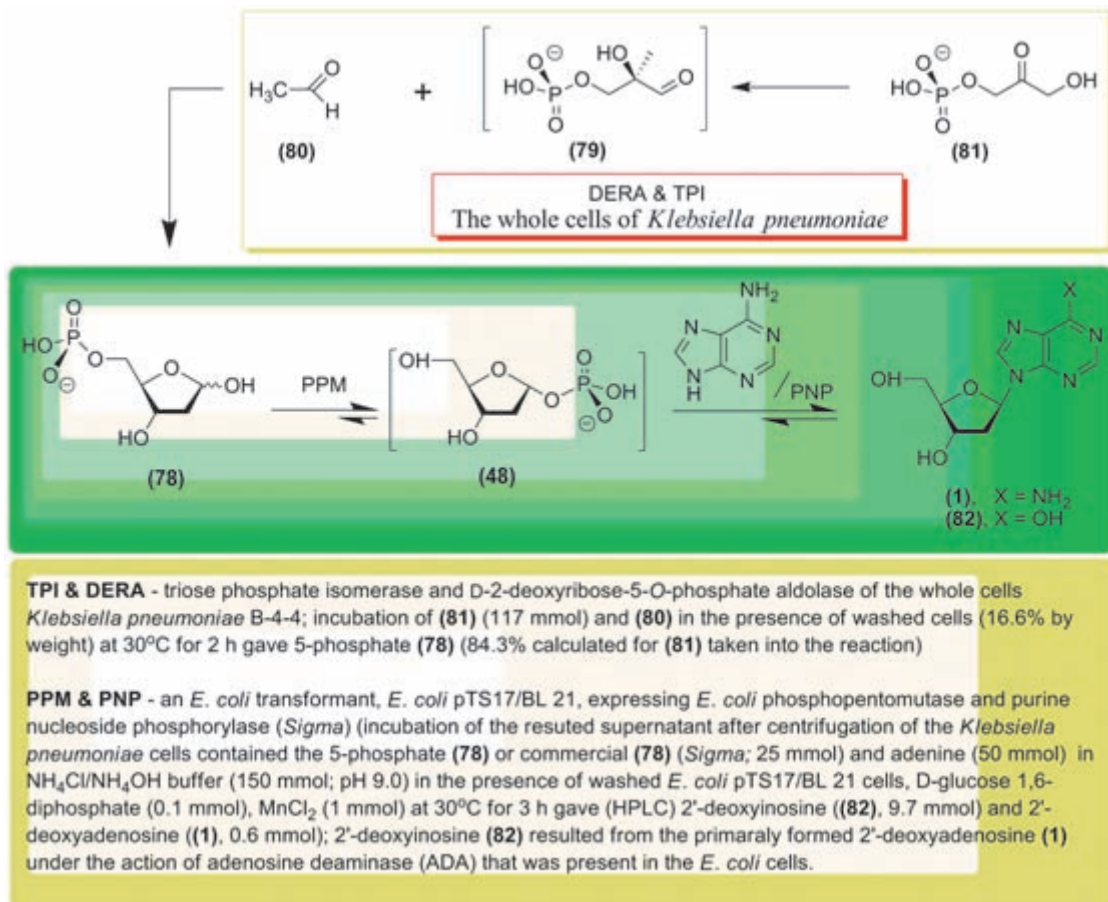 H₃C O H
(80)
+
O⊖ HO P O O HO O
(79)
O⊖ HO P O O O OH
(81)
DERA & TPI
The whole cells of Klebsiella pneumoniae
O HO P O⊖ O O OH HO
(78)
PPM
OH O O O P OH O⊖ HO
(48)
NH₂ N N N N H
/PNP
X N N N N OH O HO
(1), X = NH₂
(82), X = OH
TPI & DERA - triose phosphate isomerase and D-2-deoxyribose-5-O-phosphate aldolase of the whole cells
Klebsiella pneumoniae B-4-4; incubation of (81) (117 mmol) and (80) in the presence of washed cells (16.6% by
weight) at 30°C for 2 h gave 5-phosphate (78) (84.3% calculated for (81) taken into the reaction)
PPM & PNP - an E. coli transformant, E. coli pTS17/BL 21, expressing E. coli phosphopentomutase and purine
nucleoside phosphorylase (Sigma) (incubation of the resuted supernatant after centrifugation of the Klebsiella
pneumoniae cells contained the 5-phosphate (78) or commercial (78) (Sigma; 25 mmol) and adenine (50 mmol) in
NH₄Cl/NH₄OH buffer (150 mmol; pH 9.0) in the presence of washed E. coli pTS17/BL 21 cells, D-glucose 1,6-
diphosphate (0.1 mmol), MnCl₂ (1 mmol) at 30°C for 3 h gave (HPLC) 2'-deoxyinosine ((82), 9.7 mmol) and 2'-
deoxyadenosine ((1), 0.6 mmol); 2'-deoxyinosine (82) resulted from the primaraly formed 2'-deoxyadenosine (1)
under the action of adenosine deaminase (ADA) that was present in the E. coli cells.